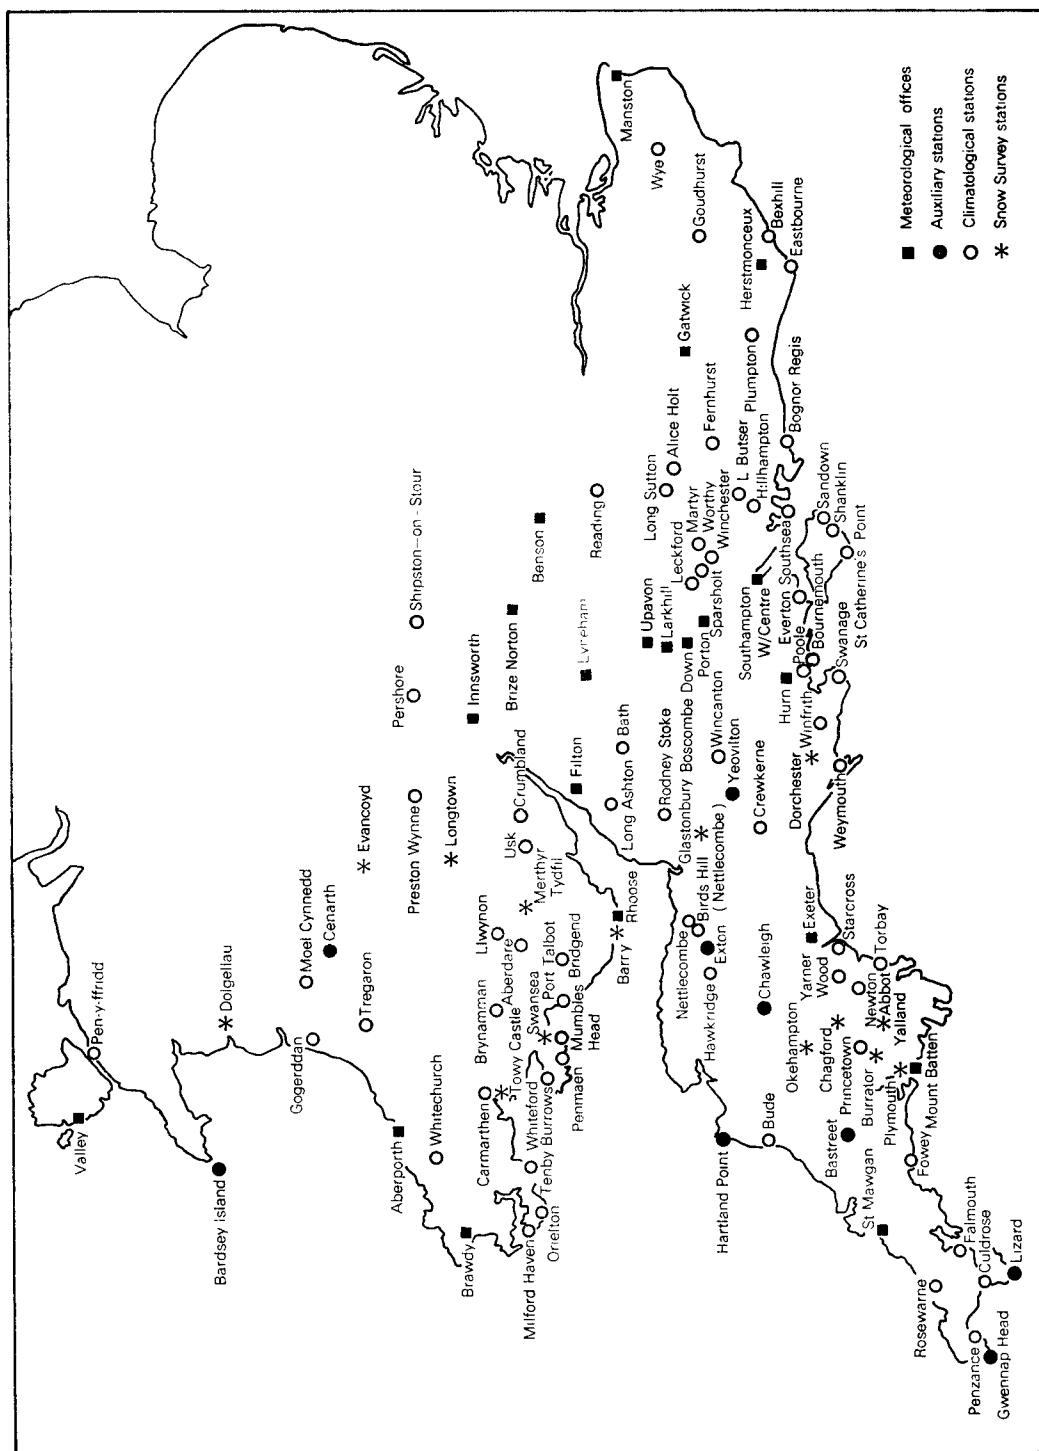 Valley
Pen-y-ffridd
Bardsey Island
Dolgellau
Gogerddan
Moel Cynnedd
Cenarth
Tregaron
Evancoyd
Aberporth
Whitechurch
Preston Wynne
Pershore
Shipston-on-Stour
Longtown
Innsworth
Brawdy
Carmarthen
Brynamman
Llwynon
Towy Castle
Aberdare
Usk
Crumbland
Brize Norton
Benson
Milford Haven
Orielton
Whiteford
Tenby Burrows
Swansea
Port Talbot
Merthyr
Tydfil
Penmaen
Mumbles
Head
Bridgend
Filton
Lyneham
Reading
Barry
Rhoose
Long Ashton
Bath
Manston
Wye
Goudhurst
Upavon
Larkhill
Long Sutton
Alice Holt
Gatwick
Rodney Stoke
Glastonbury
Boscombe Down
Porton
Leckford
Sparsholt
Martyr
Worthy
Winchester
Fernhurst
Nettlecombe
Birds Hill
Exton ( Nettlecombe )
Hawkridge
Wincanton
Yeovilton
L Butser
Hillhampton
Plumpton
Herstmonceux
Bexhill
Eastbourne
Hartland Point
Bude
Chawleigh
Crewkerne
Southampton
W/Centre
Bognor Regis
Hurn
Poole
Everton
Southsea
Bournemouth
Sandown
Shanklin
St Catherine's Point
Swanage
Winfrith
Dorchester
Weymouth
Okehampton
Chagford
Yarner
Wood
Exeter
Starcross
Bastreet
Princetown
Newton
Abbot
Torbay
Burrator
Yalland
Plymouth
Mount Batten
St Mawgan
Fowey
Rosewarne
Falmouth
Culdrose
Penzance
Lizard
Gwennap Head
Meteorological offices
Auxiliary stations
Climatological stations
Snow Survey stations